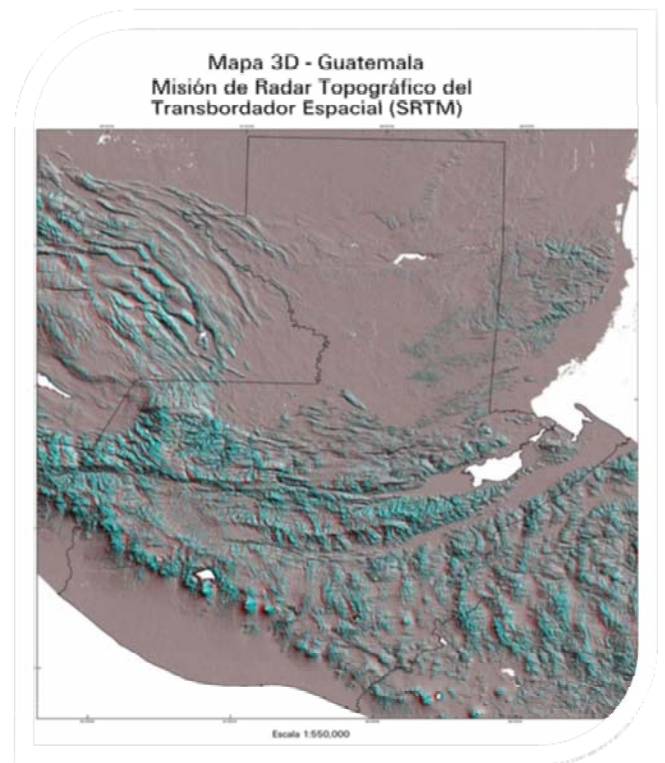 Mapa 3D - Guatemala
Misión de Radar Topográfico del
Transbordador Espacial (SRTM)
Escala 1:550,000